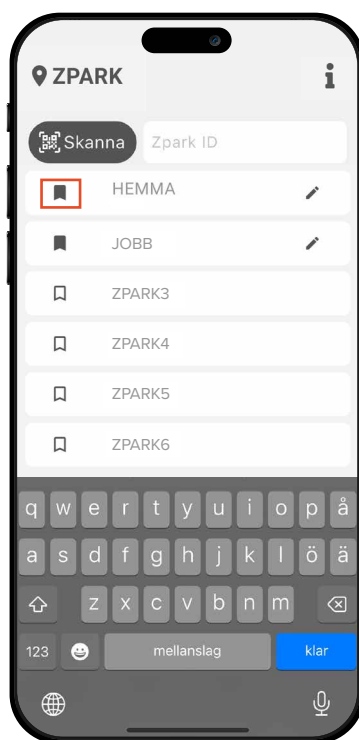 ZPARK
Skanna Zpark ID
HEMMA
JOBB
ZPARK3
ZPARK4
ZPARK5
ZPARK6
q w e r t y u i o p å
a s d f g h j k l ö ä
z x c v b n m
123 mellanslag klar